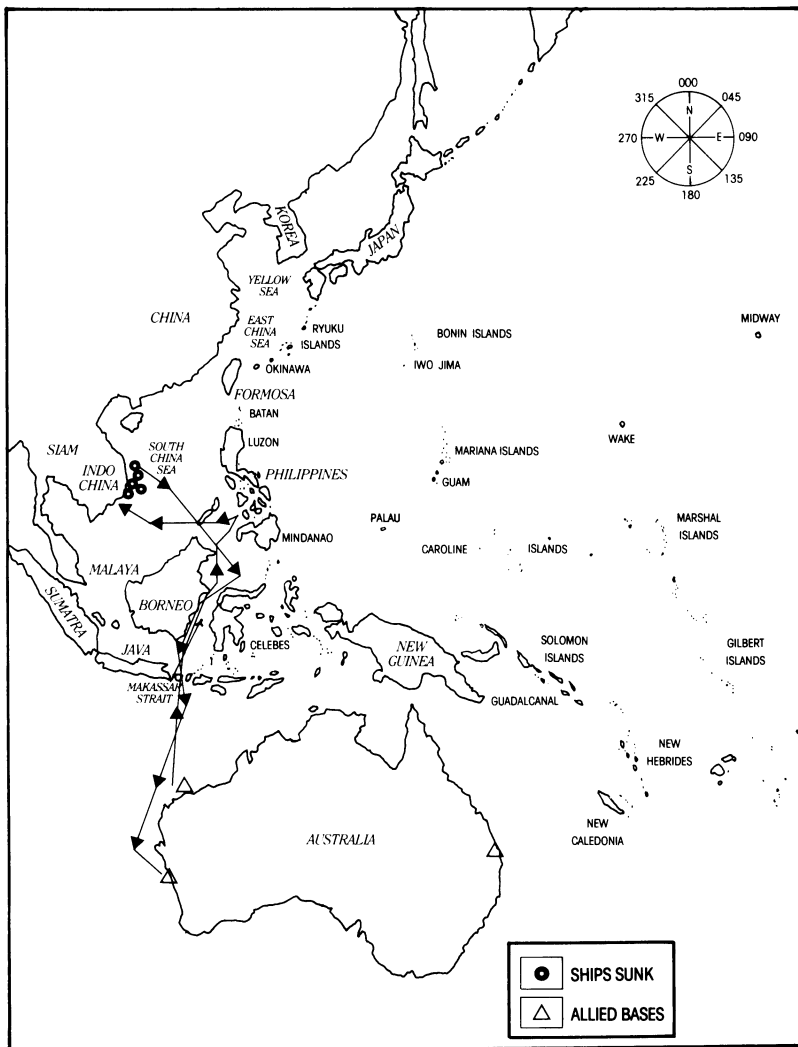 000
315
045
N
270
W
E
090
S
225
135
180
KOREA
JAPAN
YELLOW
SEA
CHINA
EAST
CHINA
SEA
RYUKU
ISLANDS
BONIN ISLANDS
MIDWAY
OKINAWA
IWO JIMA
FORMOSA
BATAN
LUZON
WAKE
SIAM
SOUTH
CHINA
SEA
MARIANA ISLANDS
INDO
CHINA
PHILIPPINES
GUAM
PALAU
MARSHAL
ISLANDS
MINDANAO
CAROLINE
ISLANDS
MALAYA
SUMATRA
BORNEO
CELEBES
NEW
GUINEA
SOLOMON
ISLANDS
GILBERT
ISLANDS
JAVA
MAKASSAR
STRAIT
GUADALCANAL
NEW
HEBRIDES
NEW
CALEDONIA
AUSTRALIA
SHIPS SUNK
ALLIED BASES